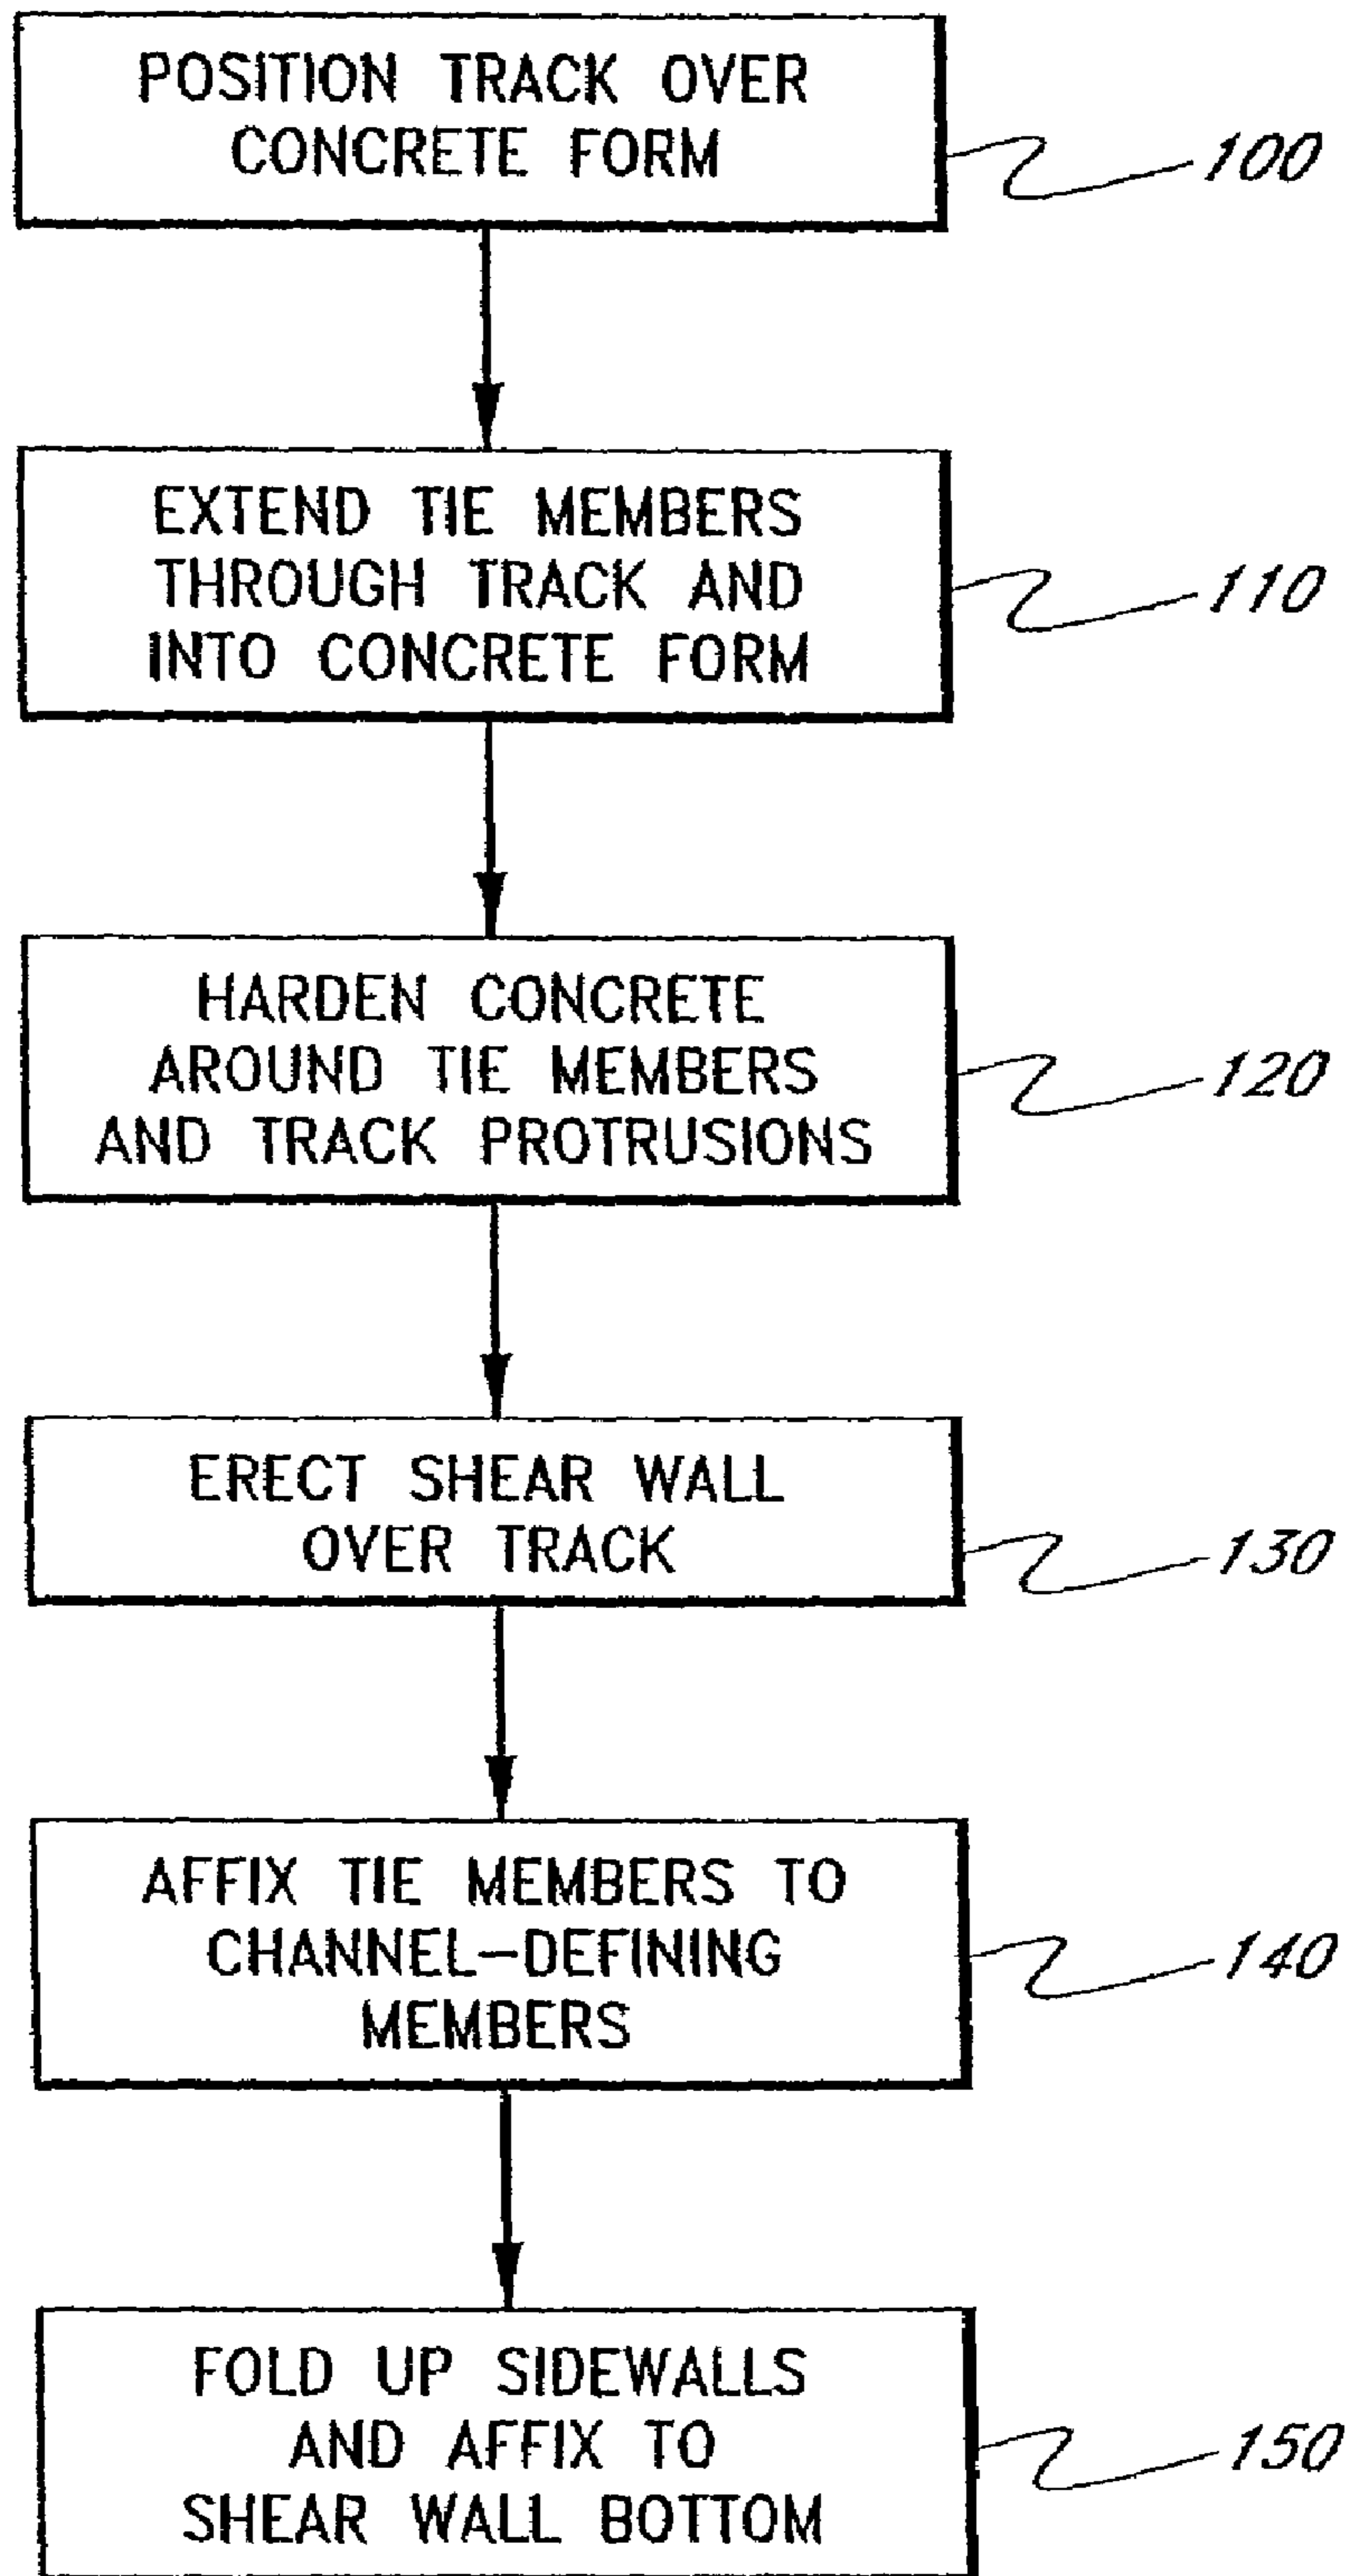 POSITION TRACK OVER
CONCRETE FORM
100
EXTEND TIE MEMBERS
THROUGH TRACK AND
INTO CONCRETE FORM
110
HARDEN CONCRETE
AROUND TIE MEMBERS
AND TRACK PROTRUSIONS
120
ERECT SHEAR WALL
OVER TRACK
130
AFFIX TIE MEMBERS TO
CHANNEL-DEFINING
MEMBERS
140
FOLD UP SIDEWALLS
AND AFFIX TO
SHEAR WALL BOTTOM
150